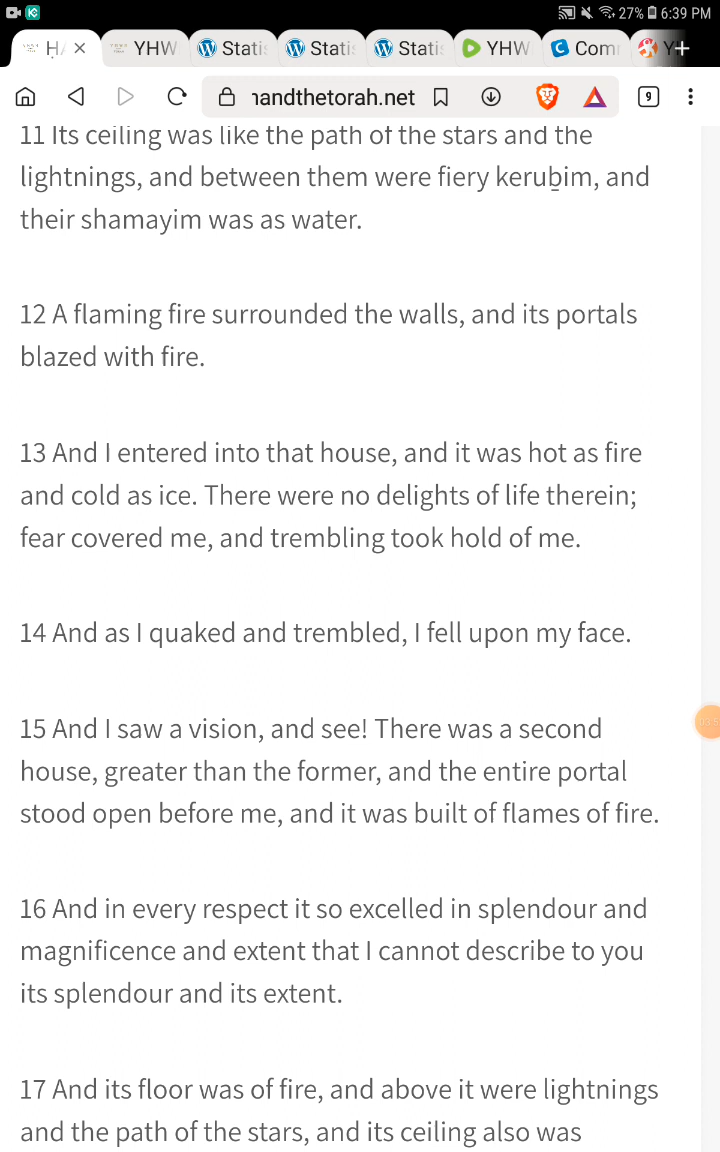 27% 6:39 PM
H YHW Statis Statis Statis YHW Com Y +
handthetorah.net 9
11 Its ceiling was like the path of the stars and the
lightnings, and between them were fiery keruḇim, and
their shamayim was as water.
12 A flaming fire surrounded the walls, and its portals
blazed with fire.
13 And I entered into that house, and it was hot as fire
and cold as ice. There were no delights of life therein;
fear covered me, and trembling took hold of me.
14 And as I quaked and trembled, I fell upon my face.
15 And I saw a vision, and see! There was a second
house, greater than the former, and the entire portal
stood open before me, and it was built of flames of fire.
16 And in every respect it so excelled in splendour and
magnificence and extent that I cannot describe to you
its splendour and its extent.
17 And its floor was of fire, and above it were lightnings
and the path of the stars, and its ceiling also was